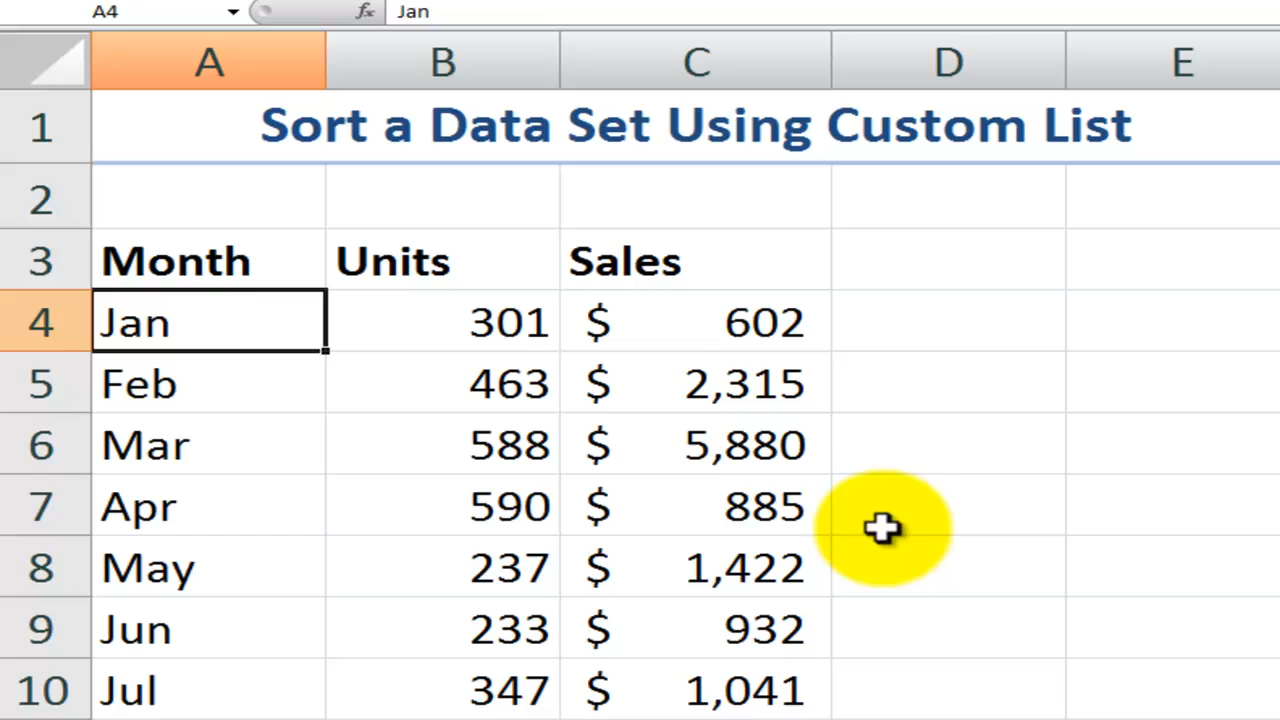 A4 fx Jan
A B C D E
1 Sort a Data Set Using Custom List
2
3 Month Units Sales
4 Jan 301 $ 602
5 Feb 463 $ 2,315
6 Mar 588 $ 5,880
7 Apr 590 $ 885
8 May 237 $ 1,422
9 Jun 233 $ 932
10 Jul 347 $ 1,041